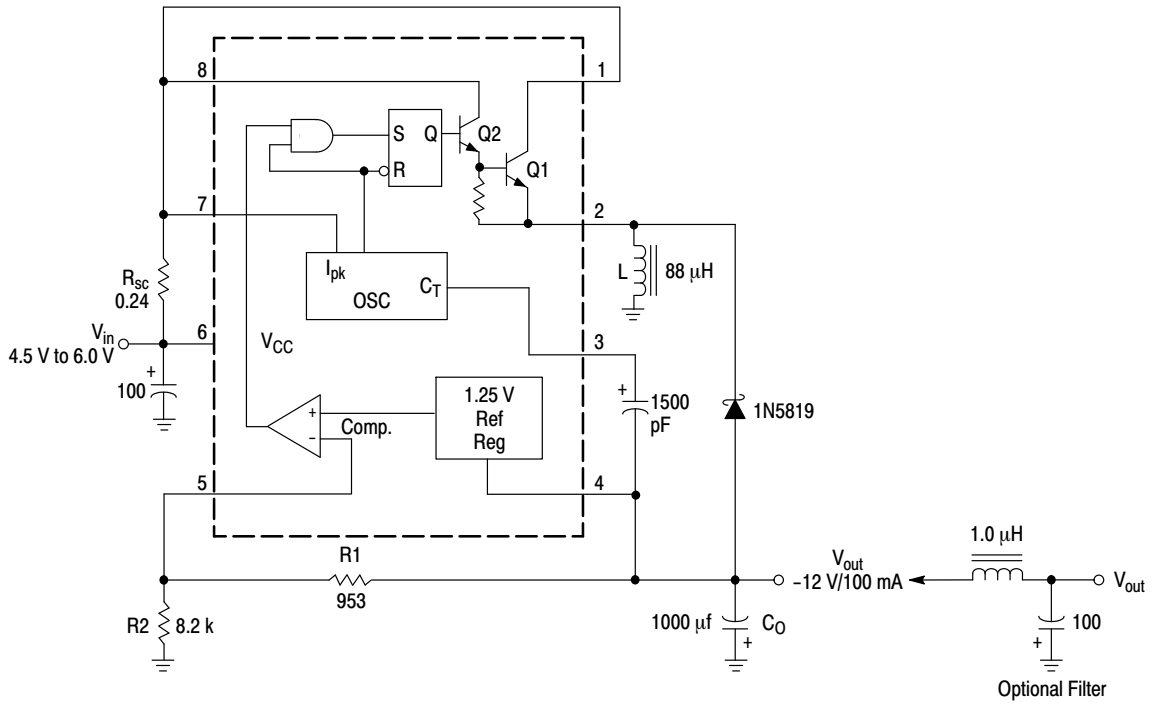 8
1
S
Q
Q2
R
Q1
7
2
Ipk
CT
OSC
L
88 μH
Rsc
0.24
Vin
4.5 V to 6.0 V
6
VCC
3
+
100
+
1500
pF
1.25 V
Ref
Reg
+
-
Comp.
1N5819
5
4
R1
953
1.0 μH
Vout
–12 V/100 mA
Vout
R2
8.2 k
1000 μf
CO
+
100
+
Optional Filter